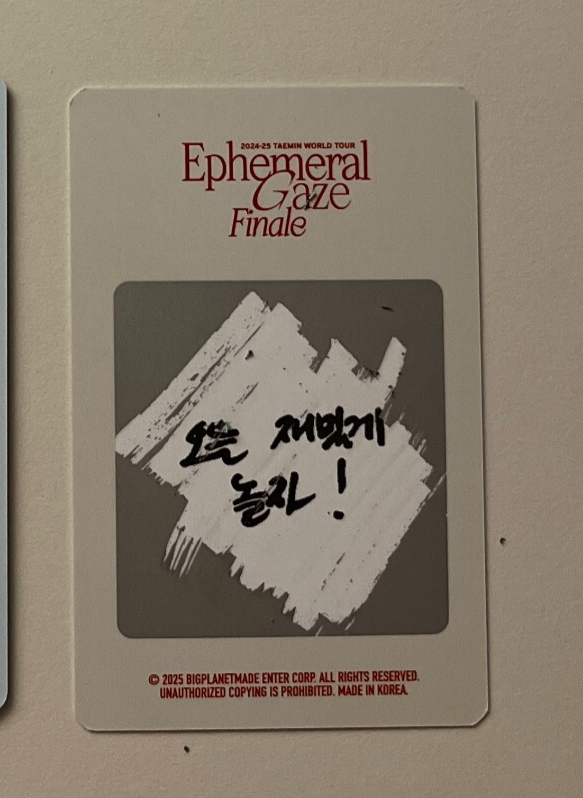 2024-25 TAEMIN WORLD TOUR
Ephemeral
Gaze
Finale
오늘 재밌게
놀자!
© 2025 BIGPLANETMADE ENTER CORP. ALL RIGHTS RESERVED.
UNAUTHORIZED COPYING IS PROHIBITED. MADE IN KOREA.